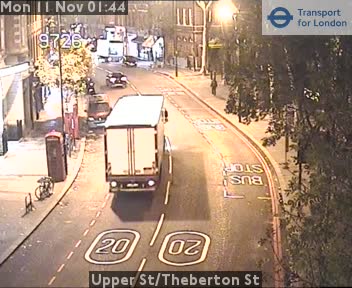 Mon 11 Nov 01:44
Transport
for London
9726
BUS
STOP
20
20
Upper St/Theberton St